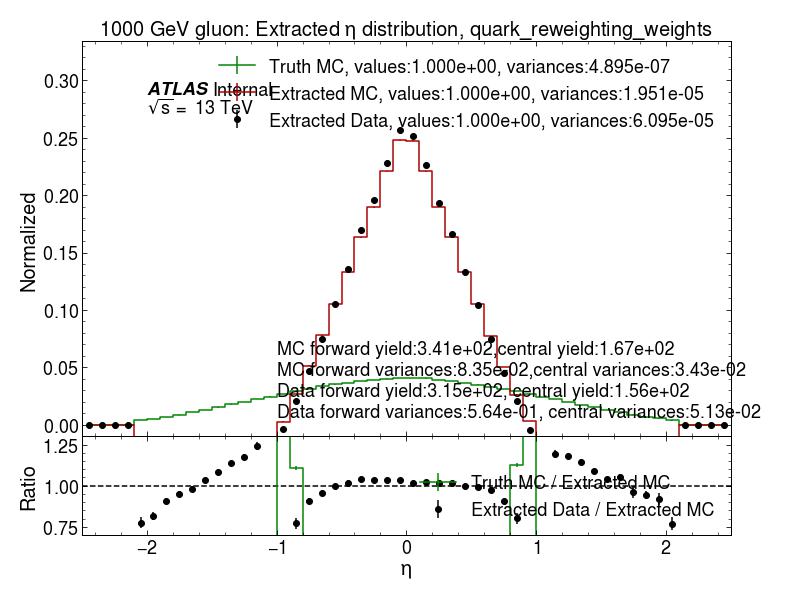 1000 GeV gluon: Extracted η distribution, quark_reweighting_weights
Truth MC, values:1.000e+00, variances:4.895e-07
ATLAS Internal
Extracted MC, values:1.000e+00, variances:1.951e-05
√s = 13 TeV
Extracted Data, values:1.000e+00, variances:6.095e-05
Normalized
0.30
0.25
0.20
0.15
0.10
0.05
0.00
MC forward yield:3.41e+02,central yield:1.67e+02
MC forward variances:8.35e-02,central variances:3.43e-02
Data forward yield:3.15e+02, central yield:1.56e+02
Data forward variances:5.64e-01, central variances:5.13e-02
Ratio
1.25
1.00
0.75
Truth MC / Extracted MC
Extracted Data / Extracted MC
−2 −1 0 1 2
η